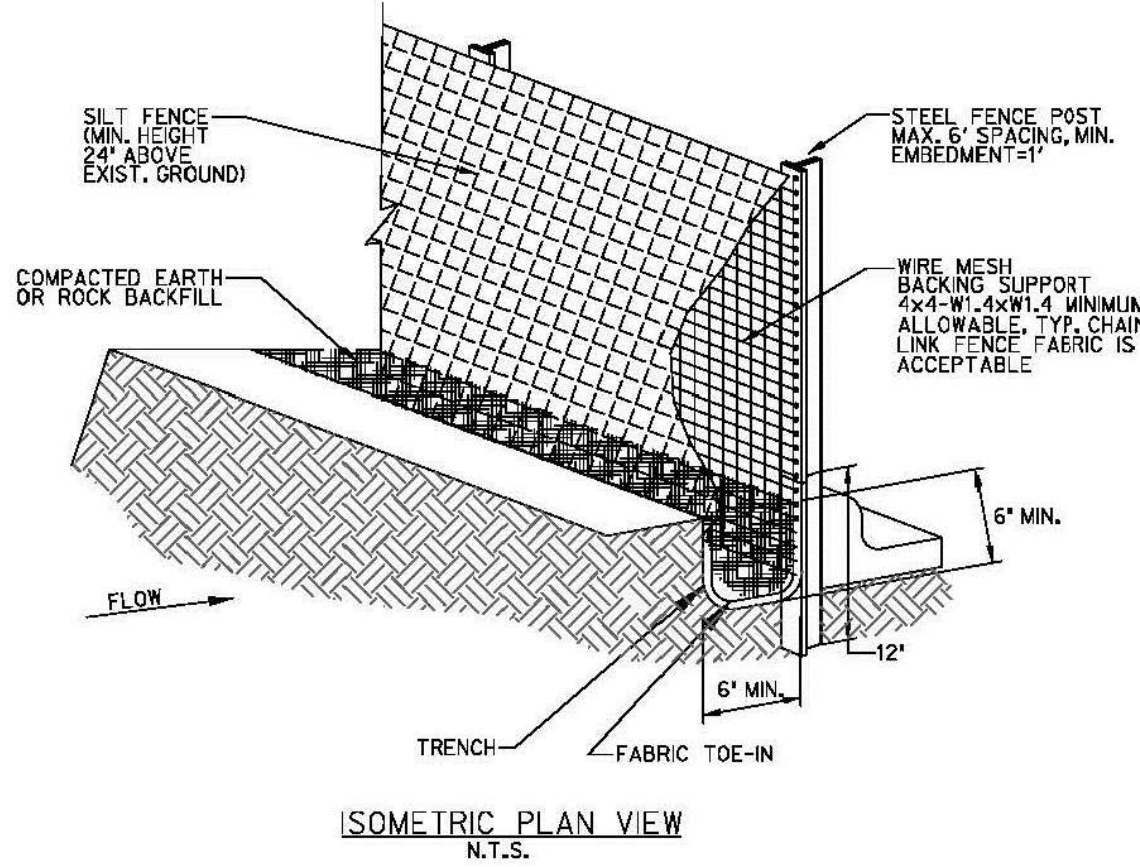 SILT FENCE
(MIN. HEIGHT
24" ABOVE
EXIST. GROUND)
STEEL FENCE POST
MAX. 6' SPACING, MIN.
EMBEDMENT=1'
COMPACTED EARTH
OR ROCK BACKFILL
WIRE MESH
BACKING SUPPORT
4x4-W1.4xW1.4 MINIMUM
ALLOWABLE, TYP. CHAIN
LINK FENCE FABRIC IS
ACCEPTABLE
6" MIN.
FLOW
12"
6" MIN.
TRENCH
FABRIC TOE-IN
ISOMETRIC PLAN VIEW
N.T.S.